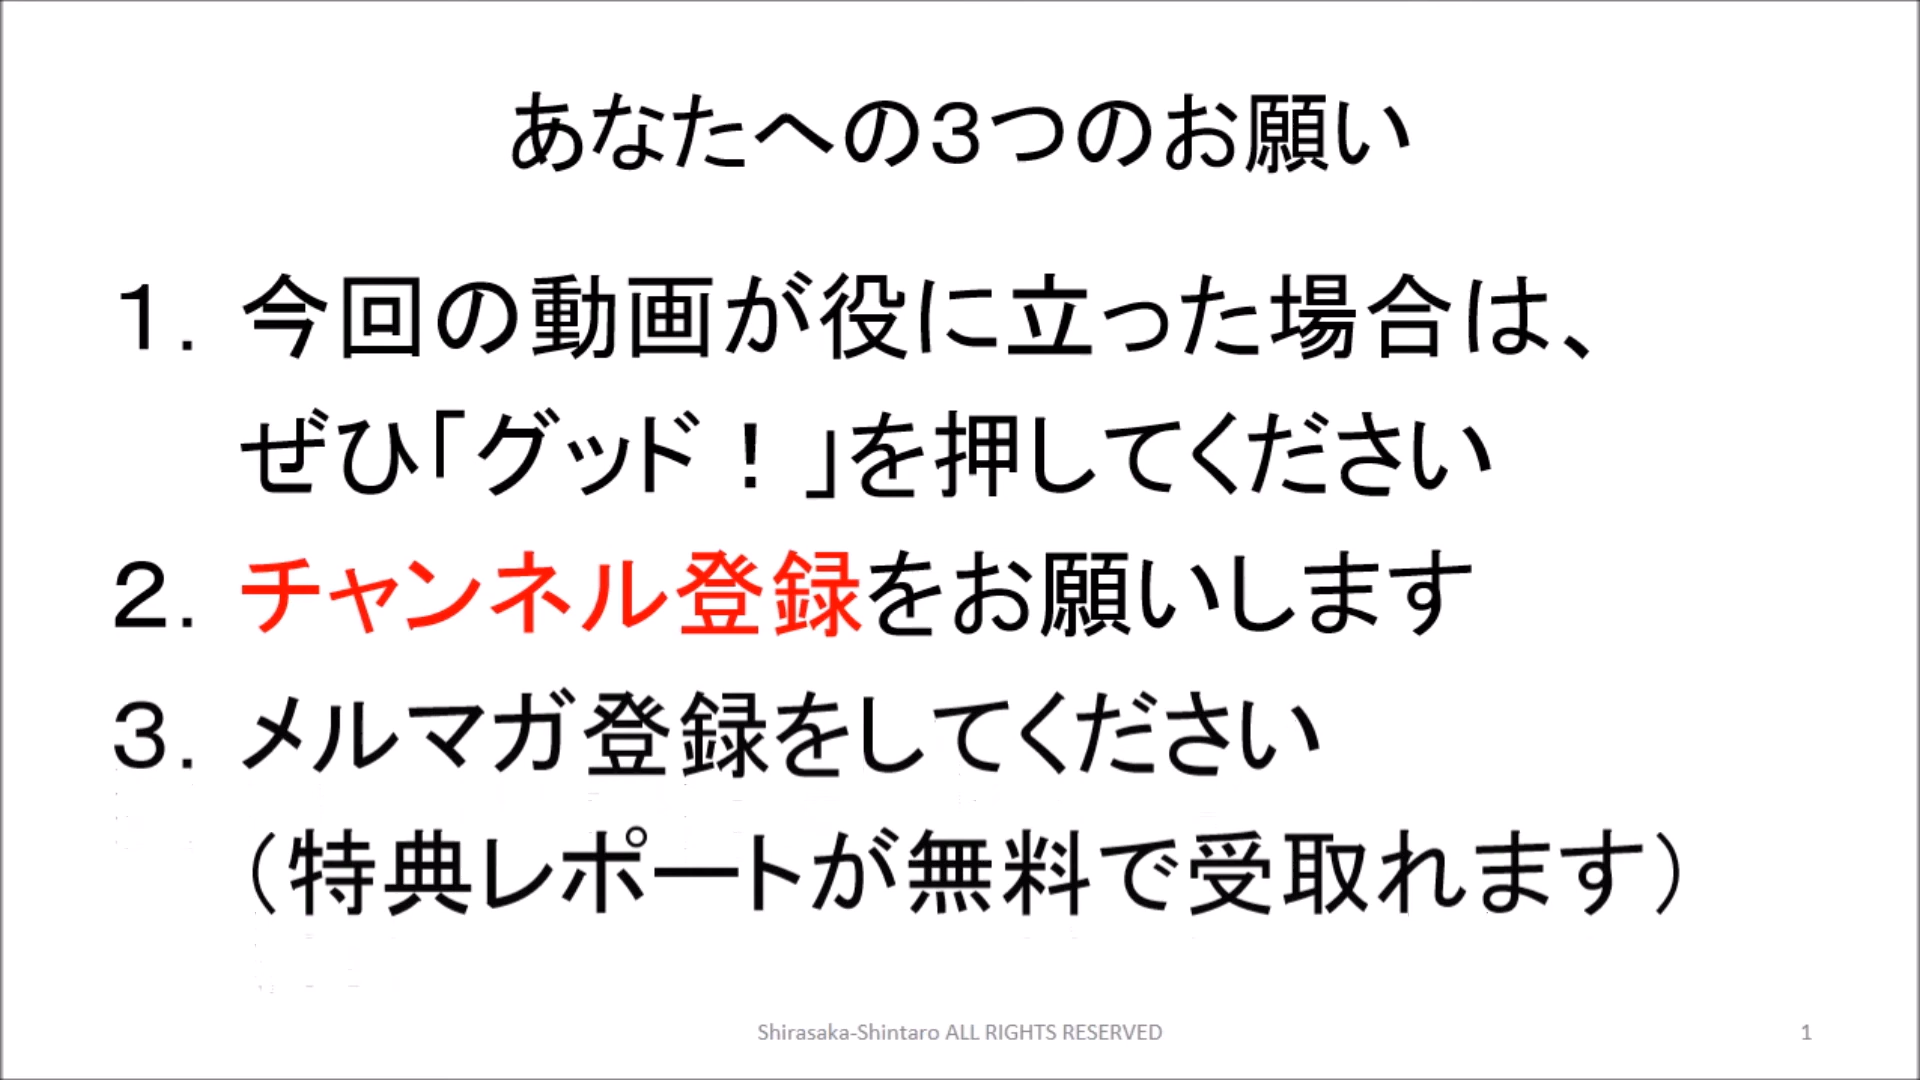 あなたへの３つのお願い
１．今回の動画が役に立った場合は、
ぜひ「グッド！」を押してください
２．チャンネル登録をお願いします
３．メルマガ登録をしてください
（特典レポートが無料で受取れます）
Shirasaka-Shintaro ALL RIGHTS RESERVED
1